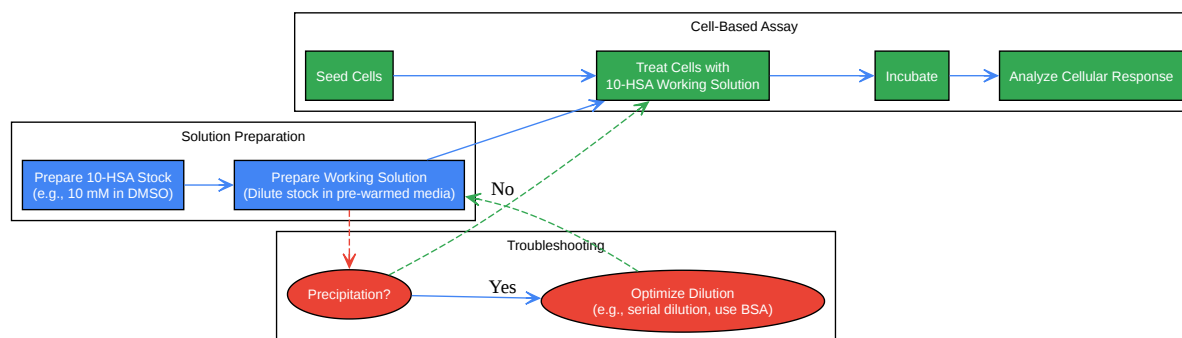 Cell-Based Assay
Seed Cells
Treat Cells with
10-HSA Working Solution
Incubate
Analyze Cellular Response
Solution Preparation
Prepare 10-HSA Stock
(e.g., 10 mM in DMSO)
Prepare Working Solution
(Dilute stock in pre-warmed media)
No
Troubleshooting
Precipitation?
Yes
Optimize Dilution
(e.g., serial dilution, use BSA)